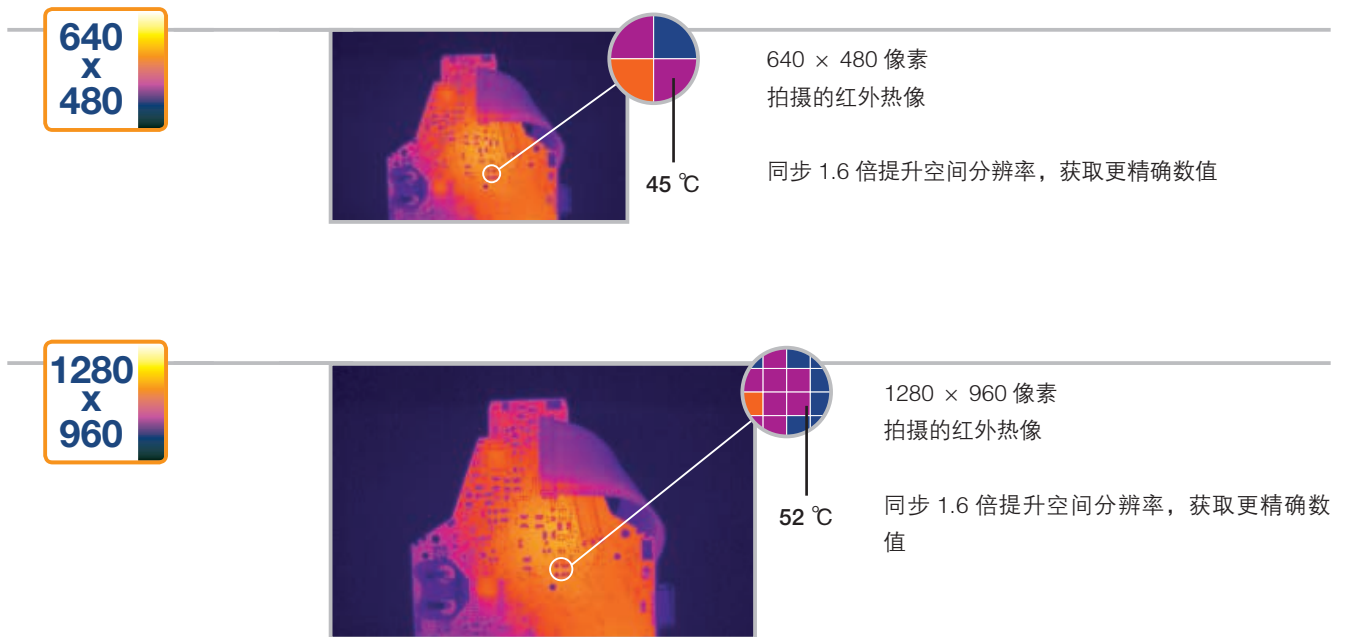 640
x
480
45 ℃
640 × 480 像素
拍摄的红外热像
同步 1.6 倍提升空间分辨率，获取更精确数值
1280
x
960
52 ℃
1280 × 960 像素
拍摄的红外热像
同步 1.6 倍提升空间分辨率，获取更精确数
值